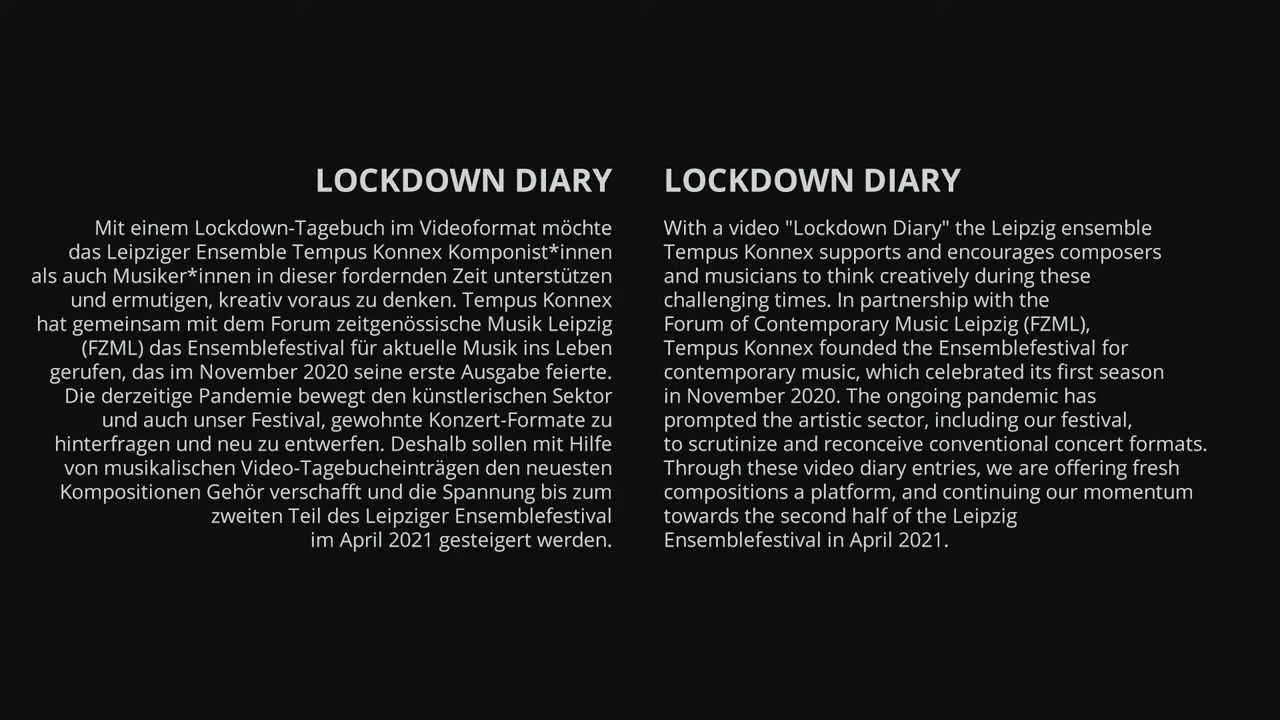 LOCKDOWN DIARY
Mit einem Lockdown-Tagebuch im Videoformat möchte
das Leipziger Ensemble Tempus Konnex Komponist*innen
als auch Musiker*innen in dieser fordernden Zeit unterstützen
und ermutigen, kreativ voraus zu denken. Tempus Konnex
hat gemeinsam mit dem Forum zeitgenössische Musik Leipzig
(FZML) das Ensemblefestival für aktuelle Musik ins Leben
gerufen, das im November 2020 seine erste Ausgabe feierte.
Die derzeitige Pandemie bewegt den künstlerischen Sektor
und auch unser Festival, gewohnte Konzert-Formate zu
hinterfragen und neu zu entwerfen. Deshalb sollen mit Hilfe
von musikalischen Video-Tagebucheinträgen den neuesten
Kompositionen Gehör verschafft und die Spannung bis zum
zweiten Teil des Leipziger Ensemblefestival
im April 2021 gesteigert werden.
LOCKDOWN DIARY
With a video "Lockdown Diary" the Leipzig ensemble
Tempus Konnex supports and encourages composers
and musicians to think creatively during these
challenging times. In partnership with the
Forum of Contemporary Music Leipzig (FZML),
Tempus Konnex founded the Ensemblefestival for
contemporary music, which celebrated its first season
in November 2020. The ongoing pandemic has
prompted the artistic sector, including our festival,
to scrutinize and reconceive conventional concert formats.
Through these video diary entries, we are offering fresh
compositions a platform, and continuing our momentum
towards the second half of the Leipzig
Ensemblefestival in April 2021.